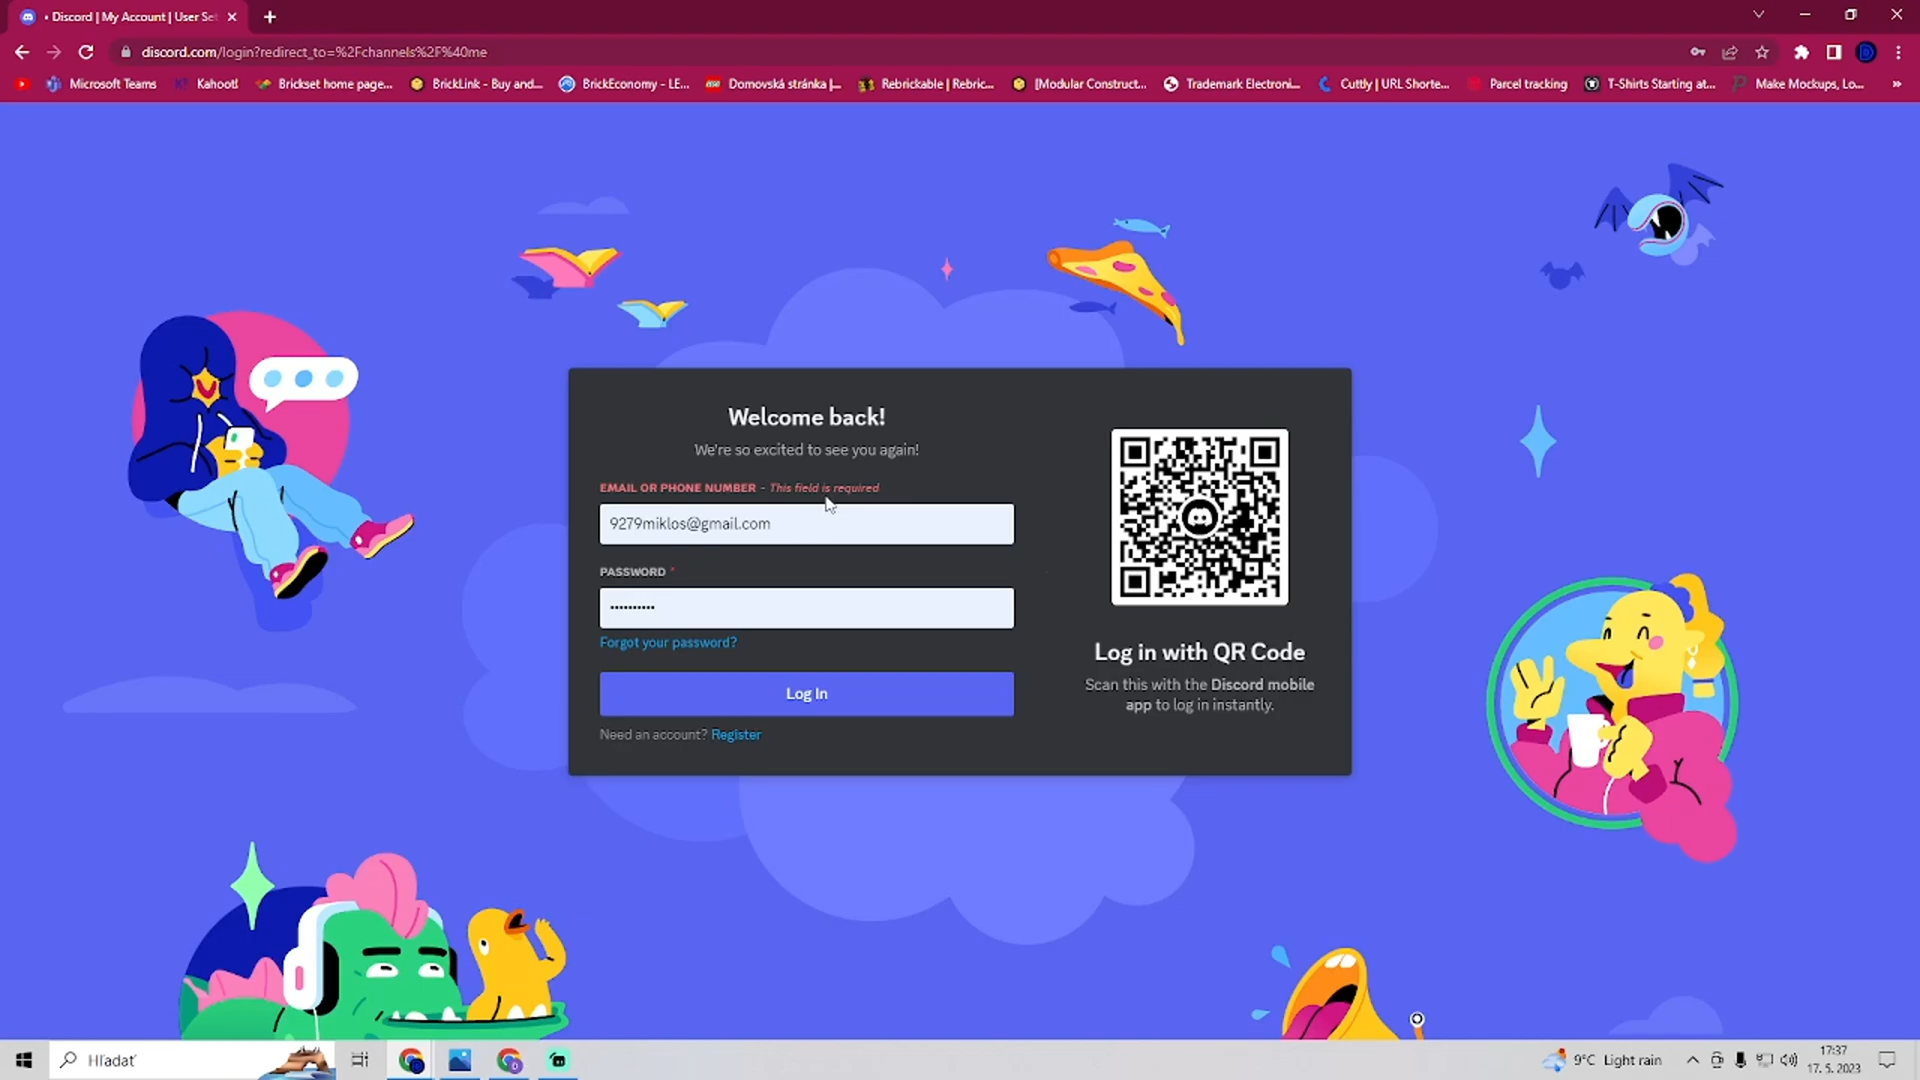 • Discord | My Account | User Se
discord.com/login?redirect_to=%2Fchannels%2F%40me
Microsoft Teams
Kahoot!
Brickset home page...
BrickLink - Buy and...
BrickEconomy - LE...
Domovská stránka |...
Rebrickable | Rebric...
[Modular Construct...
Trademark Electroni...
Cuttly | URL Shorte...
Parcel tracking
T-Shirts Starting at...
Make Mockups, Lo...
»
Welcome back!
We're so excited to see you again!
EMAIL OR PHONE NUMBER - This field is required
9279miklos@gmail.com
PASSWORD *
Forgot your password?
Log In
Need an account? Register
Log in with QR Code
Scan this with the Discord mobile
app to log in instantly.
Hľadať
9°C Light rain
17:37
17. 5. 2023